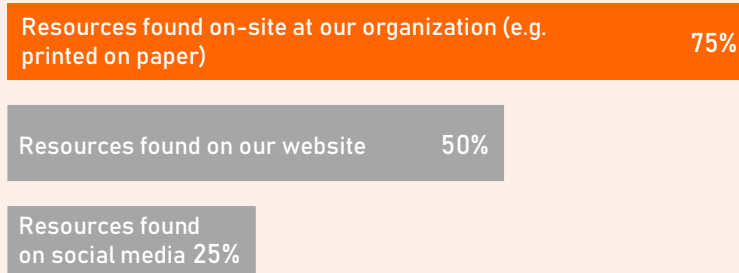 Resources found on-site at our organization (e.g.
printed on paper) 75%
Resources found on our website 50%
Resources found
on social media 25%